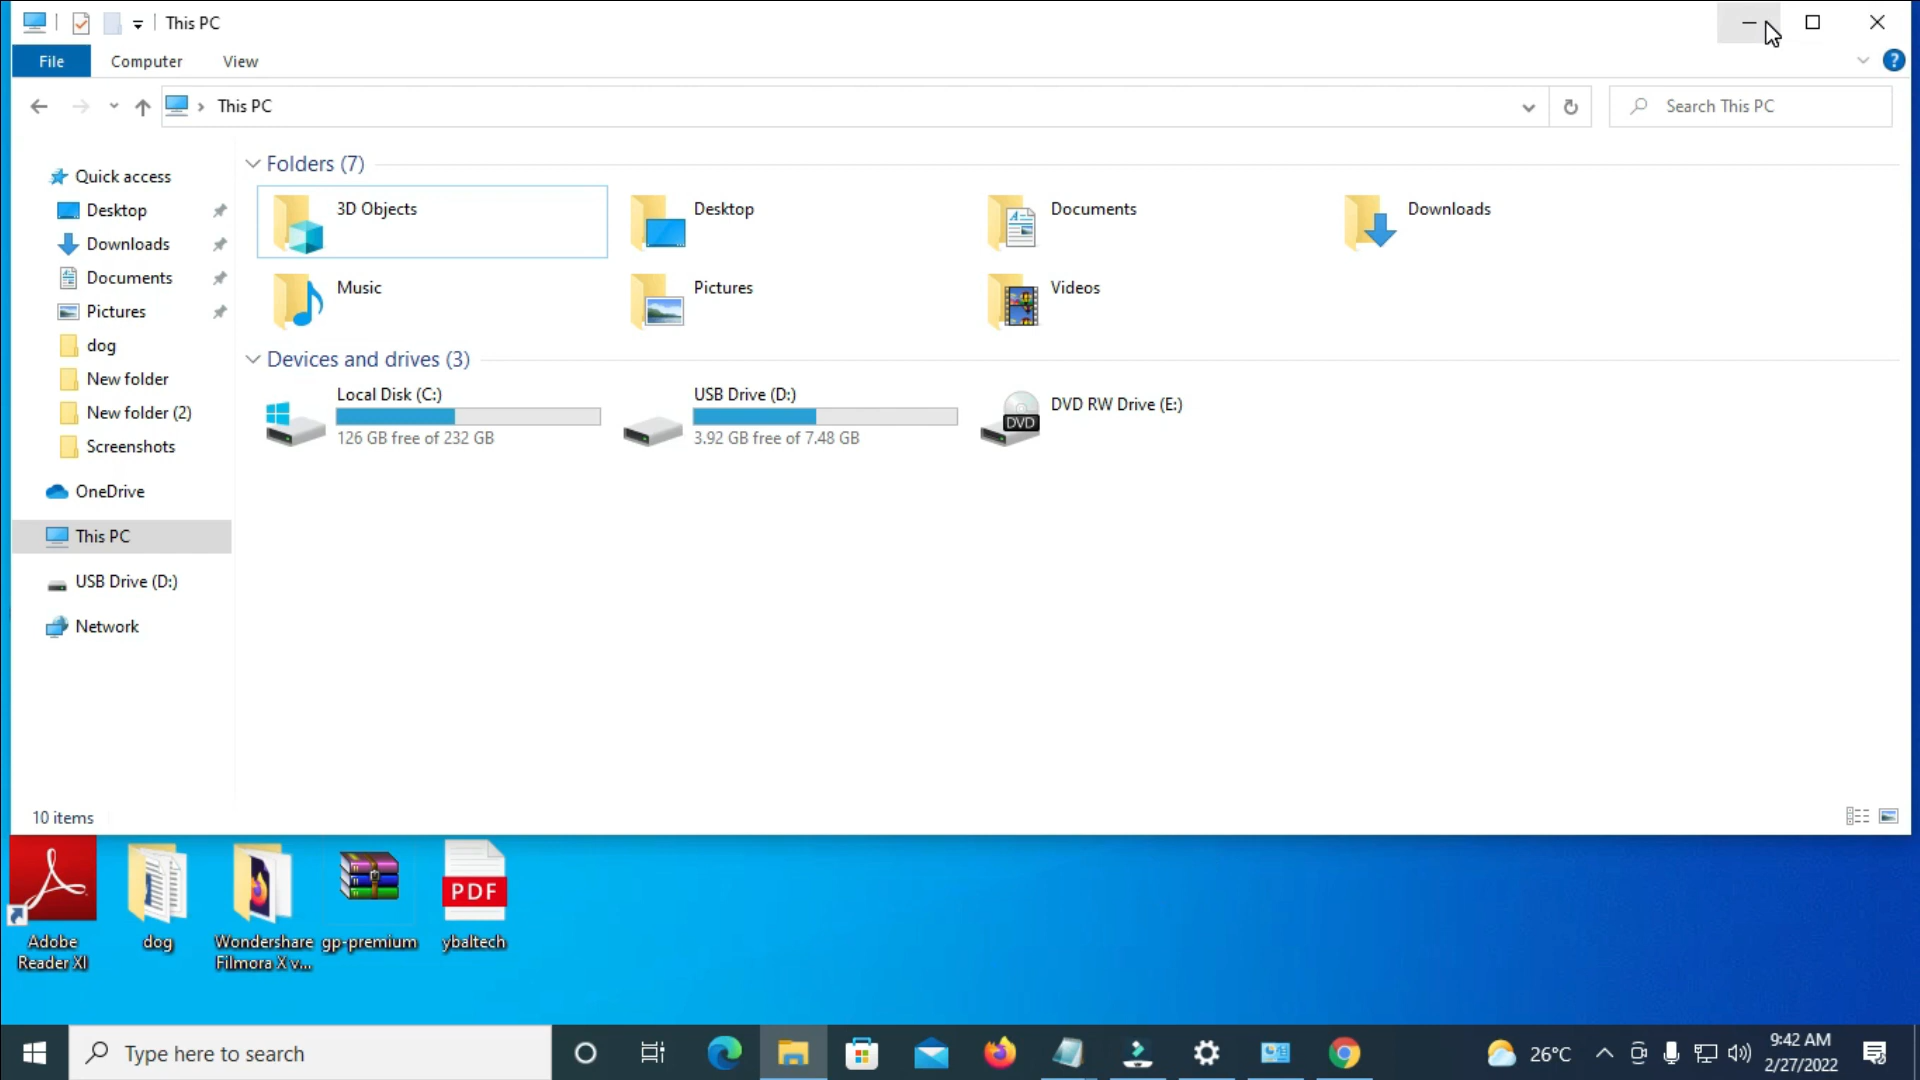 This PC
File Computer View
This PC
Search This PC
Quick access
Desktop
Downloads
Documents
Pictures
dog
New folder
New folder (2)
Screenshots
OneDrive
This PC
USB Drive (D:)
Network
Folders (7)
3D Objects
Desktop
Documents
Downloads
Music
Pictures
Videos
Devices and drives (3)
Local Disk (C:)
126 GB free of 232 GB
USB Drive (D:)
3.92 GB free of 7.48 GB
DVD RW Drive (E:)
DVD
10 items
PDF
Adobe
Reader XI
dog
Wondershare
Filmora X v...
gp-premium
ybaltech
Type here to search
26°C
9:42 AM
2/27/2022